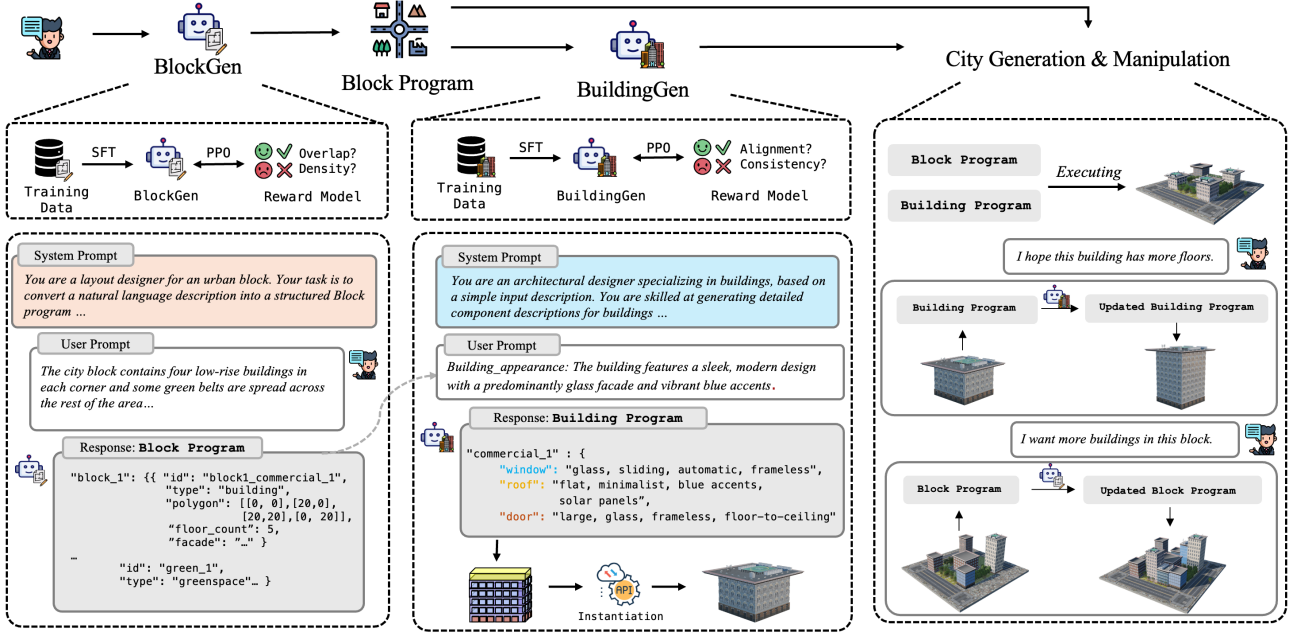 BlockGen
Block Program
BuildingGen
City Generation & Manipulation
Training
Data
SFT
BlockGen
PPO
Overlap?
Density?
Reward Model
System Prompt
You are a layout designer for an urban block. Your task is to
convert a natural language description into a structured Block
program ...
User Prompt
The city block contains four low-rise buildings in
each corner and some green belts are spread across
the rest of the area…
Response: Block Program
"block_1": {{ "id": "block1_commercial_1",
"type": "building",
"polygon": [[0, 0],[20,0],
[20,20],[0, 20]],
“floor_count”: 5,
“facade": ”…" }
…
"id": "green_1",
"type": "greenspace"… }
Training
Data
SFT
BuildingGen
PPO
Alignment?
Consistency?
Reward Model
System Prompt
You are an architectural designer specializing in buildings, based on
a simple input description. You are skilled at generating detailed
component descriptions for buildings …
User Prompt
Building_appearance: The building features a sleek, modern design
with a predominantly glass facade and vibrant blue accents.
Response: Building Program
"commercial_1" : {
"window": "glass, sliding, automatic, frameless",
"roof": "flat, minimalist, blue accents,
solar panels”,
"door": "large, glass, frameless, floor-to-ceiling"
API
Instantiation
Block Program
Building Program
Executing
I hope this building has more floors.
Building Program
Updated Building Program
I want more buildings in this block.
Block Program
Updated Block Program